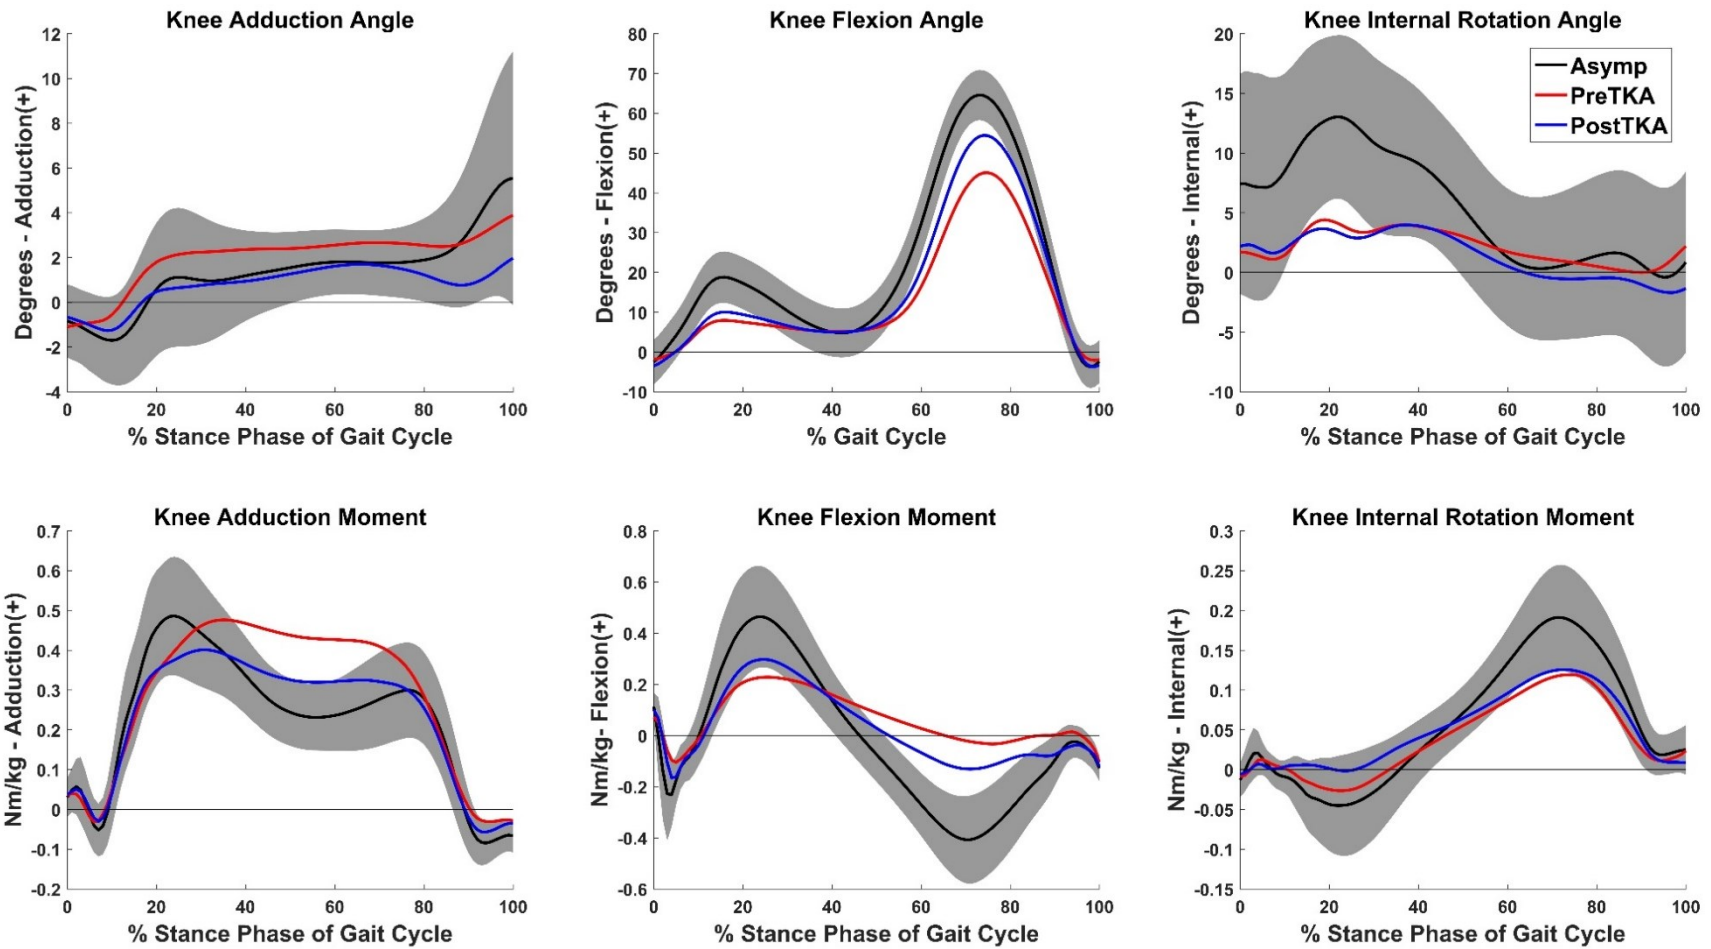 Knee Adduction Angle
Degrees - Adduction(+)
12
10
8
6
4
2
0
-2
-4
0 20 40 60 80 100
% Stance Phase of Gait Cycle
Knee Flexion Angle
Degrees - Flexion(+)
80
70
60
50
40
30
20
10
0
-10
0 20 40 60 80 100
% Gait Cycle
Knee Internal Rotation Angle
Degrees - Internal(+)
20
15
10
5
0
-5
-10
0 20 40 60 80 100
% Stance Phase of Gait Cycle
Asymp
PreTKA
PostTKA
Knee Adduction Moment
Nm/kg - Adduction(+)
0.7
0.6
0.5
0.4
0.3
0.2
0.1
0
-0.1
-0.2
0 20 40 60 80 100
% Stance Phase of Gait Cycle
Knee Flexion Moment
Nm/kg- Flexion(+)
0.8
0.6
0.4
0.2
0
-0.2
-0.4
-0.6
0 20 40 60 80 100
% Stance Phase of Gait Cycle
Knee Internal Rotation Moment
Nm/kg - Internal(+)
0.3
0.25
0.2
0.15
0.1
0.05
0
-0.05
-0.1
-0.15
0 20 40 60 80 100
% Stance Phase of Gait Cycle